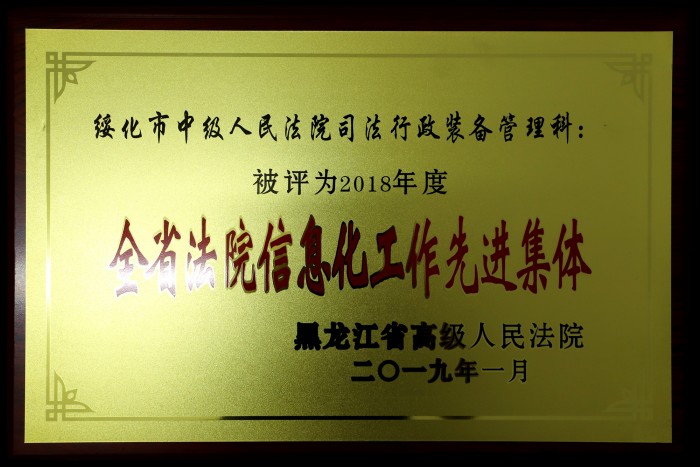 绥化市中级人民法院司法行政装备管理科：
被评为2018年度
全省法院信息化工作先进集体
黑龙江省高级人民法院
二〇一九年一月